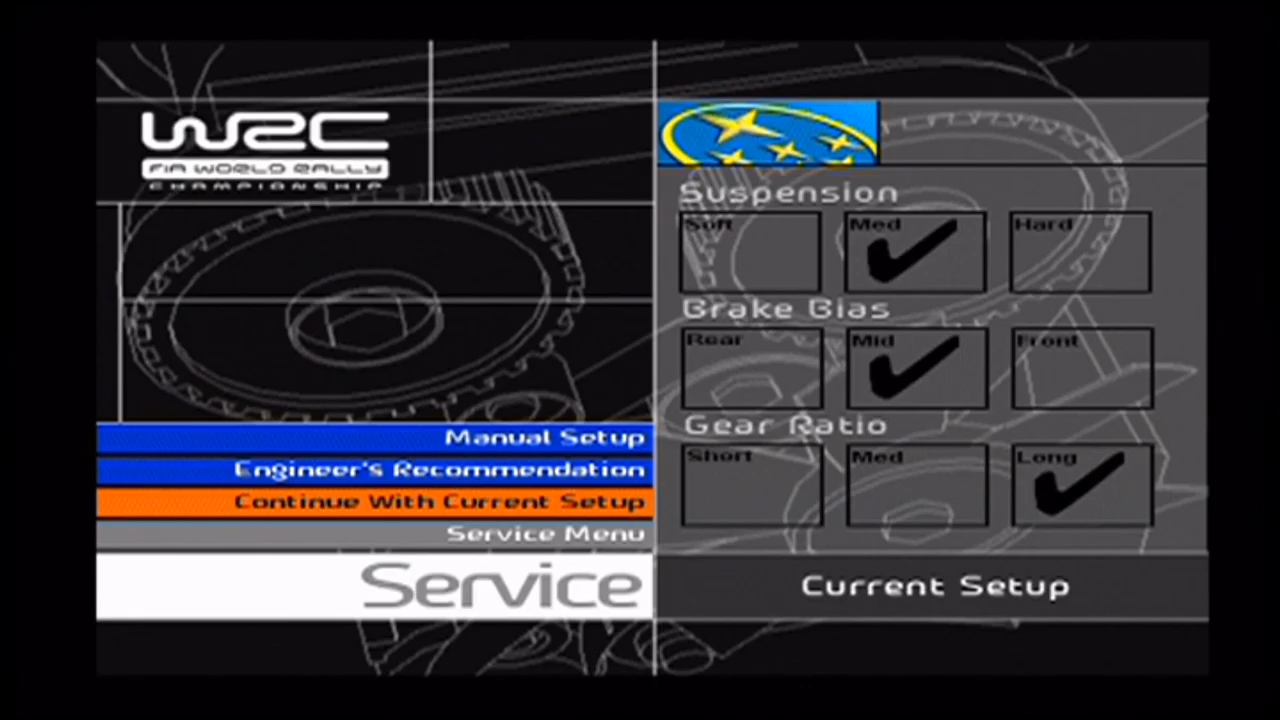 WRC
FIA WORLD RALLY
CHAMPIONSHIP
Manual Setup
Engineer's Recommendation
Continue With Current Setup
Service Menu
Service
Suspension
Soft Med Hard
Brake Bias
Rear Mid Front
Gear Ratio
Short Med Long
Current Setup